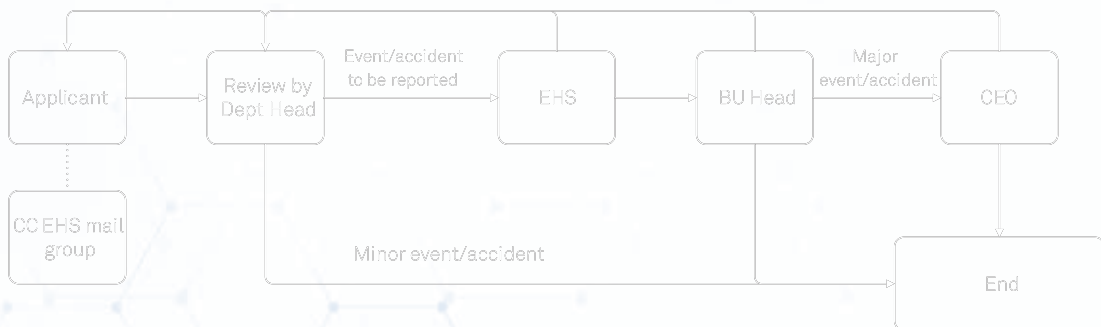 Applicant
Review by
Dept Head
Event/accident
to be reported
EHS
BU Head
Major
event/accident
CEO
CC EHS mail
group
Minor event/accident
End